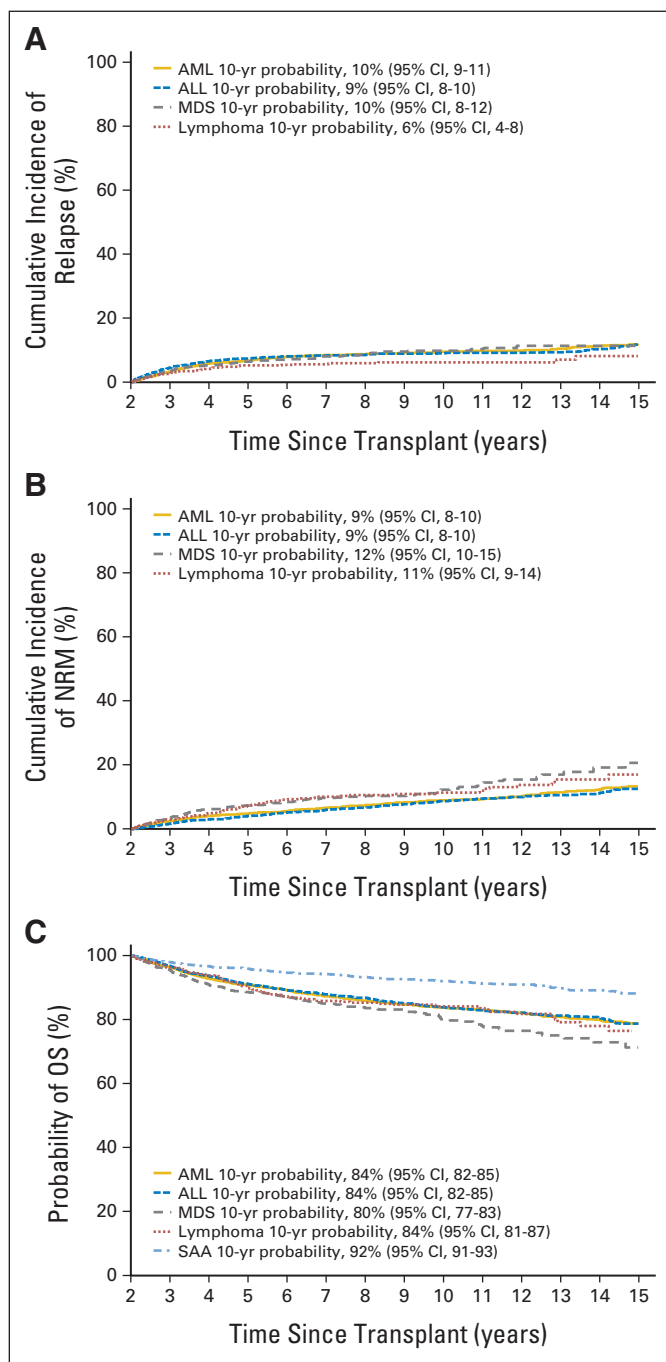 A
100
80
60
40
20
0
Cumulative Incidence of
Relapse (%)
AML 10-yr probability, 10% (95% CI, 9-11)
ALL 10-yr probability, 9% (95% CI, 8-10)
MDS 10-yr probability, 10% (95% CI, 8-12)
Lymphoma 10-yr probability, 6% (95% CI, 4-8)
2 3 4 5 6 7 8 9 10 11 12 13 14 15
Time Since Transplant (years)
B
100
80
60
40
20
0
Cumulative Incidence
of NRM (%)
AML 10-yr probability, 9% (95% CI, 8-10)
ALL 10-yr probability, 9% (95% CI, 8-10)
MDS 10-yr probability, 12% (95% CI, 10-15)
Lymphoma 10-yr probability, 11% (95% CI, 9-14)
2 3 4 5 6 7 8 9 10 11 12 13 14 15
Time Since Transplant (years)
C
100
80
60
40
20
0
Probability of OS (%)
AML 10-yr probability, 84% (95% CI, 82-85)
ALL 10-yr probability, 84% (95% CI, 82-85)
MDS 10-yr probability, 80% (95% CI, 77-83)
Lymphoma 10-yr probability, 84% (95% CI, 81-87)
SAA 10-yr probability, 92% (95% CI, 91-93)
2 3 4 5 6 7 8 9 10 11 12 13 14 15
Time Since Transplant (years)